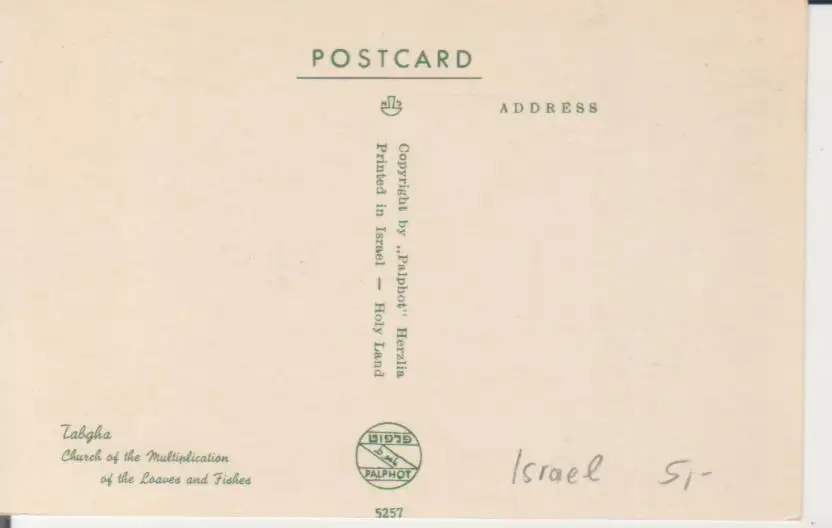 POSTCARD
ADDRESS
Copyright by „Palphot" Herzlia
Printed in Israel — Holy Land
Tabgha
Church of the Multiplication
of the Loaves and Fishes
פלפוט
PALPHOT
5257
Israel 5,-